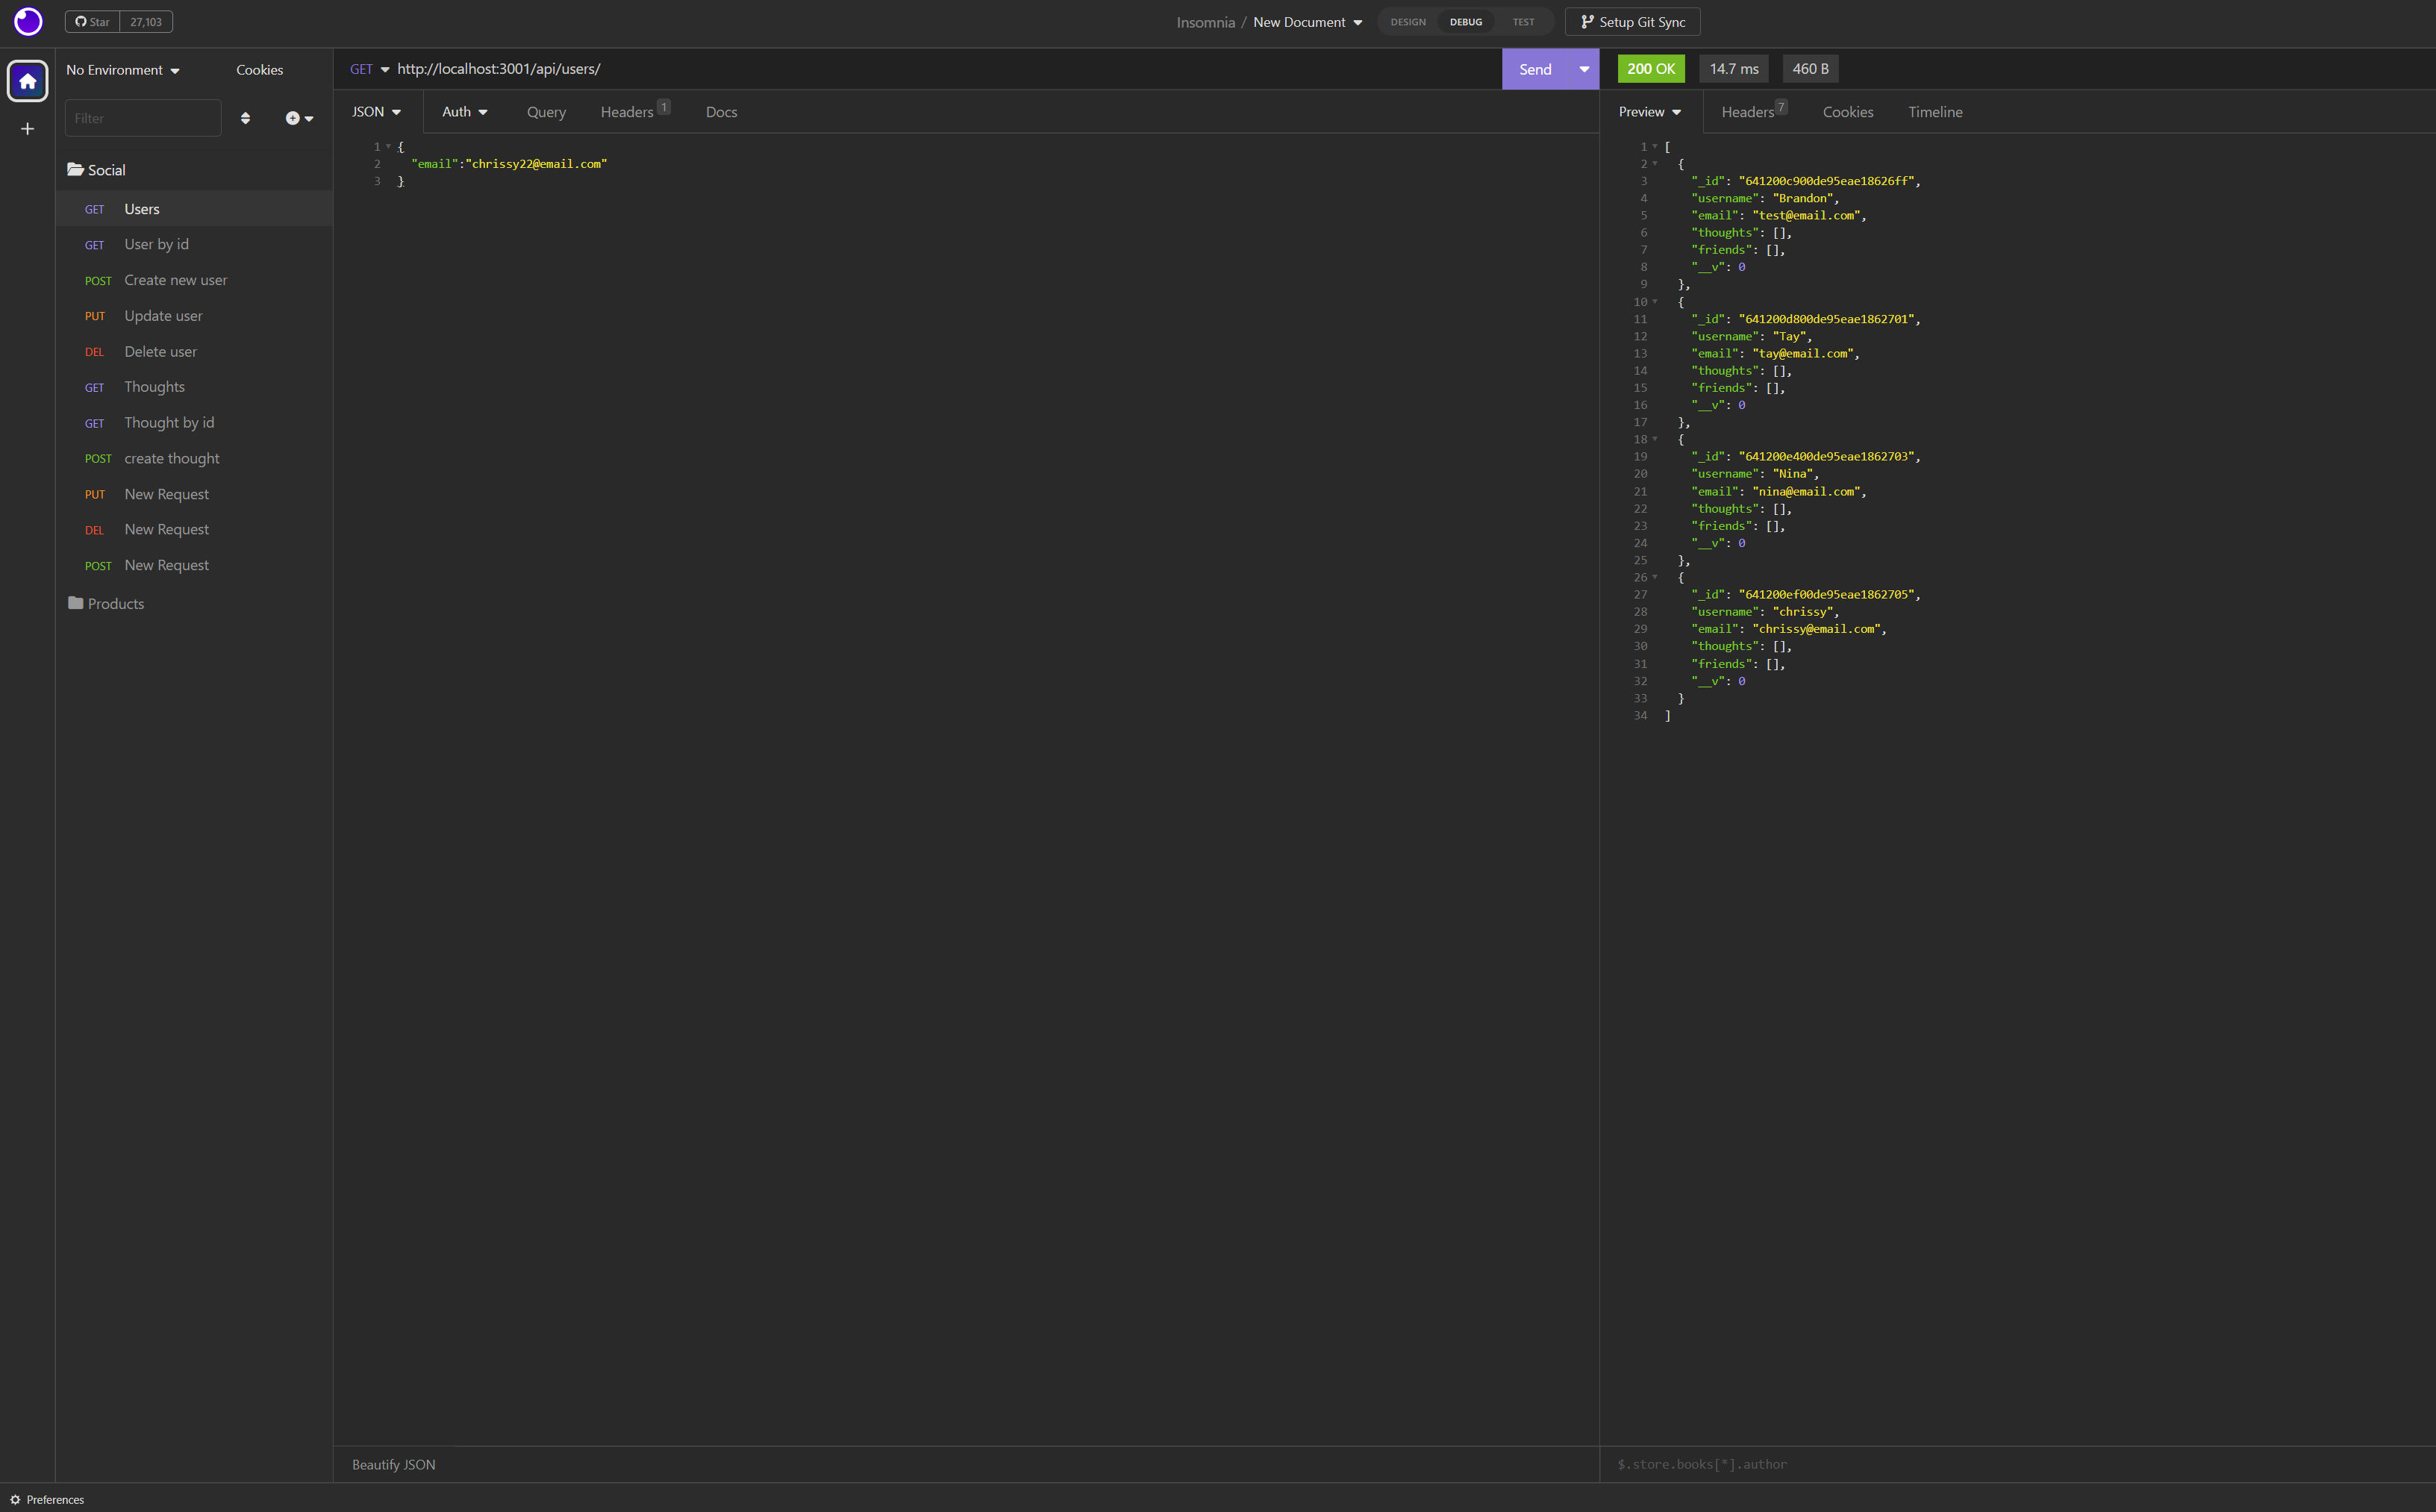 Star 27,103
Insomnia / New Document
DESIGN DEBUG TEST
Setup Git Sync
No Environment
Cookies
Filter
Social
GET Users
GET User by id
POST Create new user
PUT Update user
DEL Delete user
GET Thoughts
GET Thought by id
POST create thought
PUT New Request
DEL New Request
POST New Request
Products
GET http://localhost:3001/api/users/
Send
JSON Auth Query Headers 1 Docs
1 {
2 "email":"chrissy22@email.com"
3 }
Beautify JSON
200 OK 14.7 ms 460 B
Preview Headers 7 Cookies Timeline
1 [
2 {
3 "_id": "641200c900de95eae18626ff",
4 "username": "Brandon",
5 "email": "test@email.com",
6 "thoughts": [],
7 "friends": [],
8 "__v": 0
9 },
10 {
11 "_id": "641200d800de95eae1862701",
12 "username": "Tay",
13 "email": "tay@email.com",
14 "thoughts": [],
15 "friends": [],
16 "__v": 0
17 },
18 {
19 "_id": "641200e400de95eae1862703",
20 "username": "Nina",
21 "email": "nina@email.com",
22 "thoughts": [],
23 "friends": [],
24 "__v": 0
25 },
26 {
27 "_id": "641200ef00de95eae1862705",
28 "username": "chrissy",
29 "email": "chrissy@email.com",
30 "thoughts": [],
31 "friends": [],
32 "__v": 0
33 }
34 ]
$.store.books[*].author
Preferences